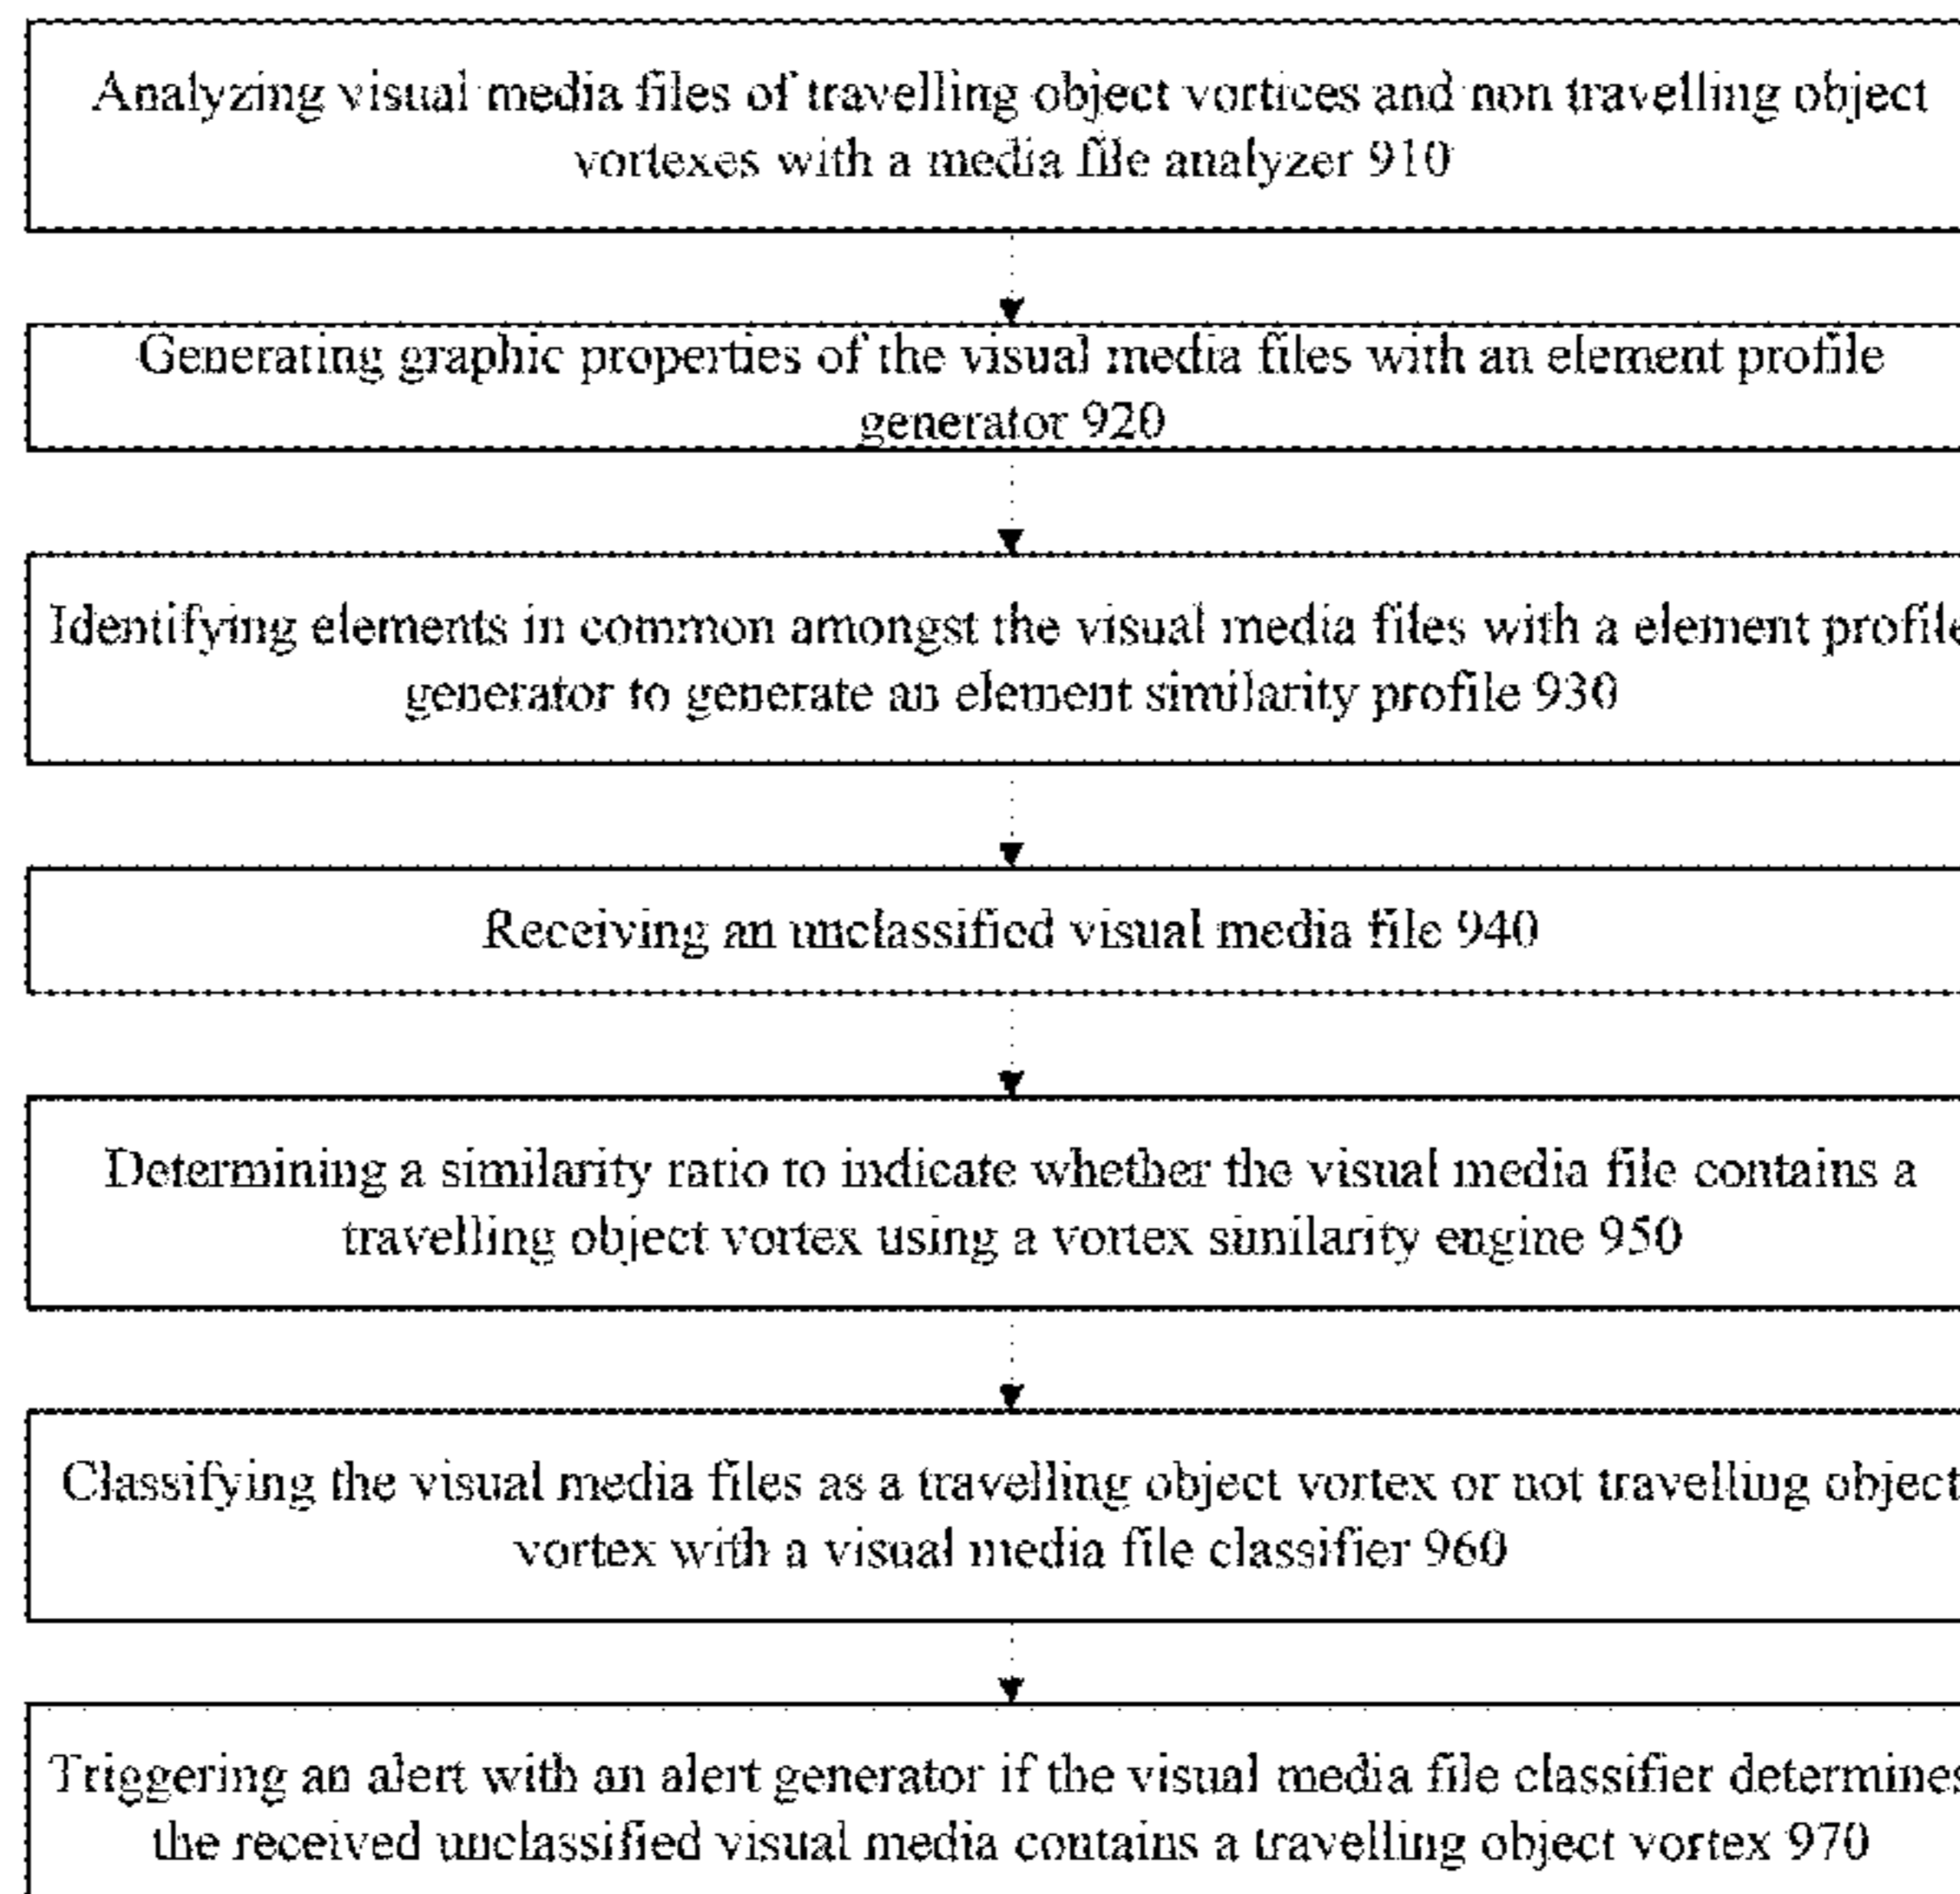 Analyzing visual media files of travelling object vortices and non travelling object
vortexes with a media file analyzer 910
Generating graphic properties of the visual media files with an element profile
generator 920
Identifying elements in common amongst the visual media files with a element profile
generator to generate an element similarity profile 930
Receiving an unclassified visual media file 940
Determining a similarity ratio to indicate whether the visual media file contains a
travelling object vortex using a vortex similarity engine 950
Classifying the visual media files as a travelling object vortex or not travelling object
vortex with a visual media file classifier 960
Triggering an alert with an alert generator if the visual media file classifier determines
the received unclassified visual media contains a travelling object vortex 970